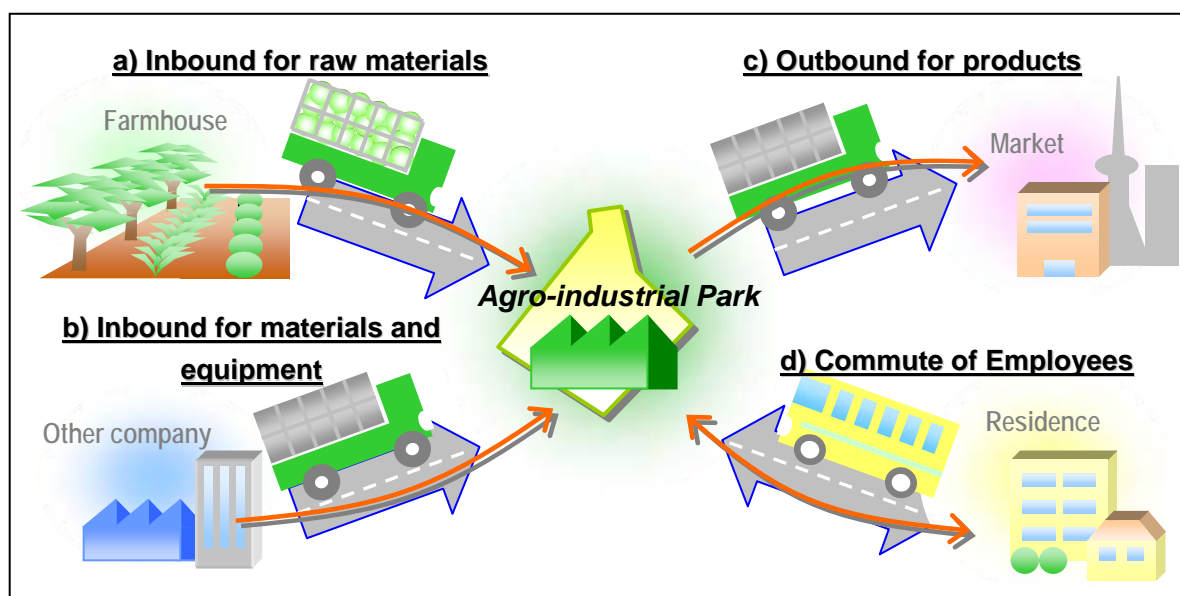 a) Inbound for raw materials
Farmhouse
c) Outbound for products
Market
Agro-industrial Park
b) Inbound for materials and
equipment
Other company
d) Commute of Employees
Residence